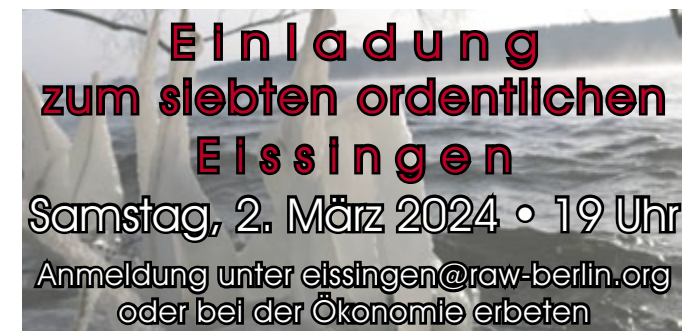 Einladung
zum siebten ordentlichen
Eissingen
Samstag, 2. März 2024 • 19 Uhr
Anmeldung unter eissingen@raw-berlin.org
oder bei der Ökonomie erbeten